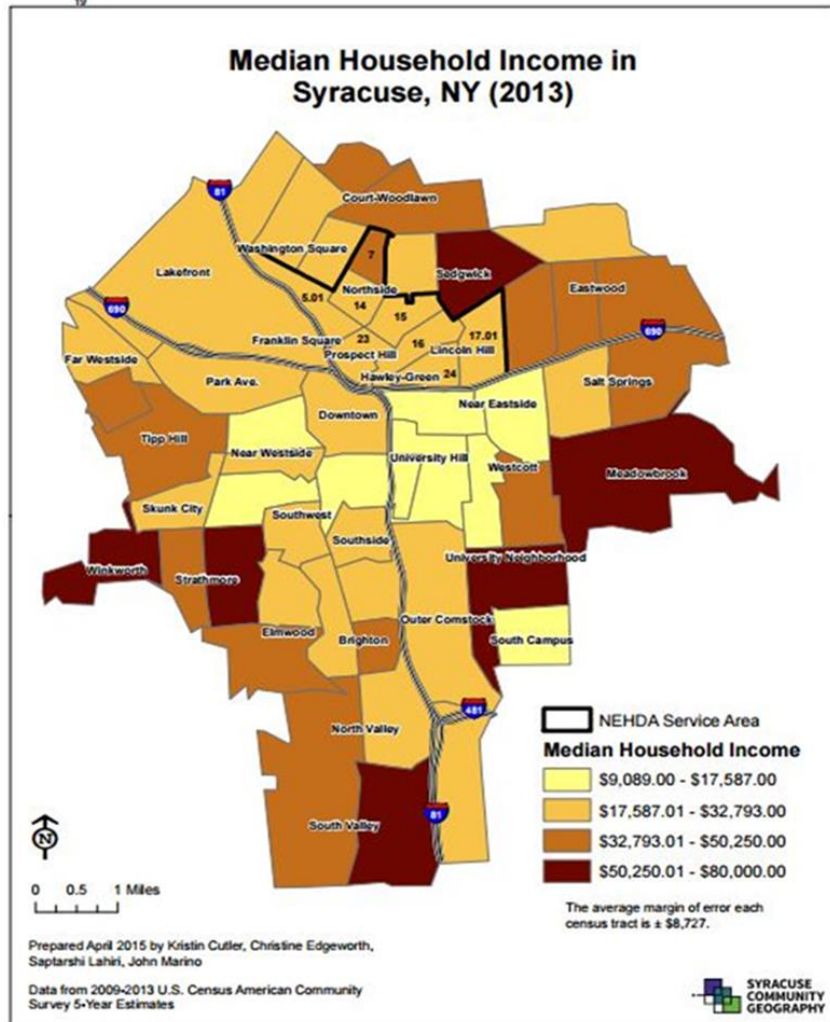 Median Household Income in
Syracuse, NY (2013)
81
Court-Woodlawn
Washington Square
7
Lakefront
Sedgwick
Northside
Eastwood
5.01
14
690
15
690
Franklin Square
23
16
17.01
Prospect Hill
Lincoln Hill
Far Westside
Park Ave.
Hawley-Green
24
Salt Springs
Near Eastside
Downtown
Tipp Hill
Near Westside
University Hill
Westcott
Meadowbrook
Skunk City
Southwest
Southside
University Neighborhood
Winkworth
Strathmore
Outer Comstock
Elmwood
Brighton
South Campus
481
NEHDA Service Area
North Valley
Median Household Income
$9,089.00 - $17,587.00
$17,587.01 - $32,793.00
81
South Valley
$32,793.01 - $50,250.00
N
$50,250.01 - $80,000.00
0 0.5 1 Miles
The average margin of error each
census tract is ± $8,727.
Prepared April 2015 by Kristin Cutler, Christine Edgeworth,
Saptarshi Lahiri, John Marino
Data from 2009-2013 U.S. Census American Community
Survey 5-Year Estimates
SYRACUSE
COMMUNITY
GEOGRAPHY